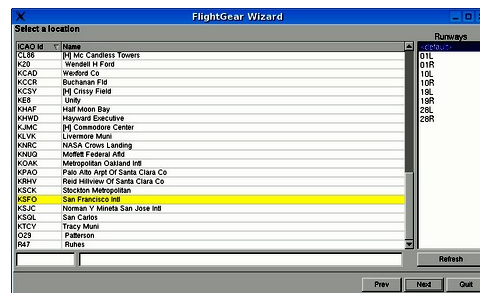 FlightGear Wizard
Select a location
ICAO Id Name
CL86 [H] Mc Candless Towers
K20 Wendell H Ford
KCAD Wexford Co
KCCR Buchanan Fld
KCSY [H] Crissy Field
KE8 Unity
KHAF Half Moon Bay
KHWD Hayward Executive
KJMC [H] Commodore Center
KLVK Livermore Muni
KNRC NASA Crows Landing
KNUQ Moffett Federal Afld
KOAK Metropolitan Oakland Intl
KPAO Palo Alto Arpt Of Santa Clara Co
KRHV Reid Hillview Of Santa Clara Co
KSCK Stockton Metropolitan
KSFO San Francisco Intl
KSJC Norman Y Mineta San Jose Intl
KSQL San Carlos
KTCY Tracy Muni
O29 Patterson
R47 Ruhes
Runways
<default>
01L
01R
10L
10R
19L
19R
28L
28R
Refresh
Prev Next Quit